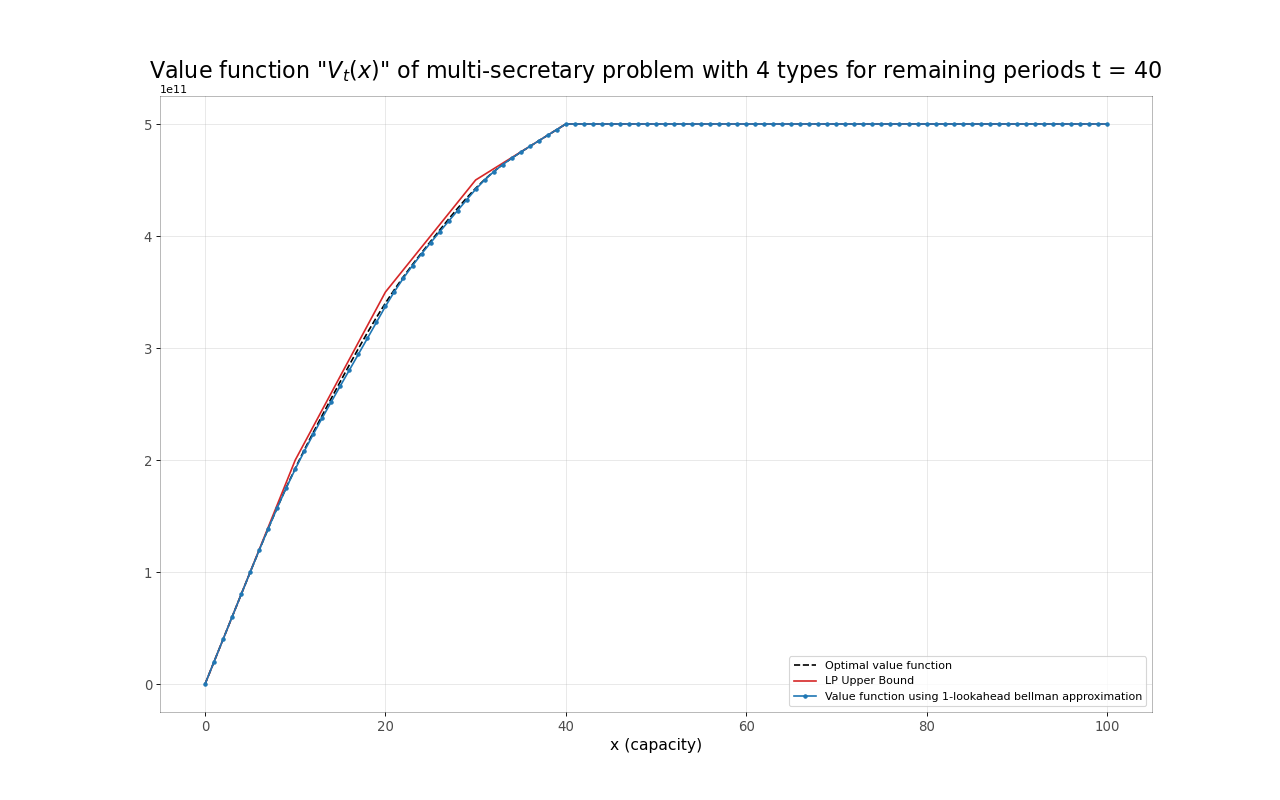 Value function "V_t(x)" of multi-secretary problem with 4 types for remaining periods t = 40
1e11
5
4
3
2
1
0
0 20 40 60 80 100
x (capacity)
Optimal value function
LP Upper Bound
Value function using 1-lookahead bellman approximation